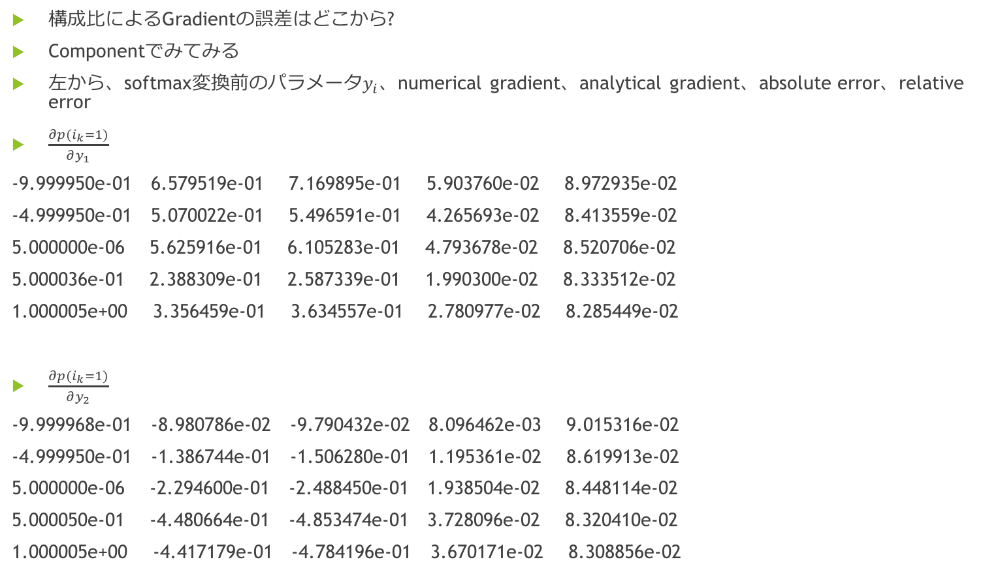 構成比によるGradientの誤差はどこから?
Componentでみてみる
左から、softmax変換前のパラメータy_i、numerical gradient、analytical gradient、absolute error、relative
error
∂p(i_k=1)
∂y_1
-9.999950e-01 6.579519e-01 7.169895e-01 5.903760e-02 8.972935e-02
-4.999950e-01 5.070022e-01 5.496591e-01 4.265693e-02 8.413559e-02
5.000000e-06 5.625916e-01 6.105283e-01 4.793678e-02 8.520706e-02
5.000036e-01 2.388309e-01 2.587339e-01 1.990300e-02 8.333512e-02
1.000005e+00 3.356459e-01 3.634557e-01 2.780977e-02 8.285449e-02
∂p(i_k=1)
∂y_2
-9.999968e-01 -8.980786e-02 -9.790432e-02 8.096462e-03 9.015316e-02
-4.999950e-01 -1.386744e-01 -1.506280e-01 1.195361e-02 8.619913e-02
5.000000e-06 -2.294600e-01 -2.488450e-01 1.938504e-02 8.448114e-02
5.000050e-01 -4.480664e-01 -4.853474e-01 3.728096e-02 8.320410e-02
1.000005e+00 -4.417179e-01 -4.784196e-01 3.670171e-02 8.308856e-02